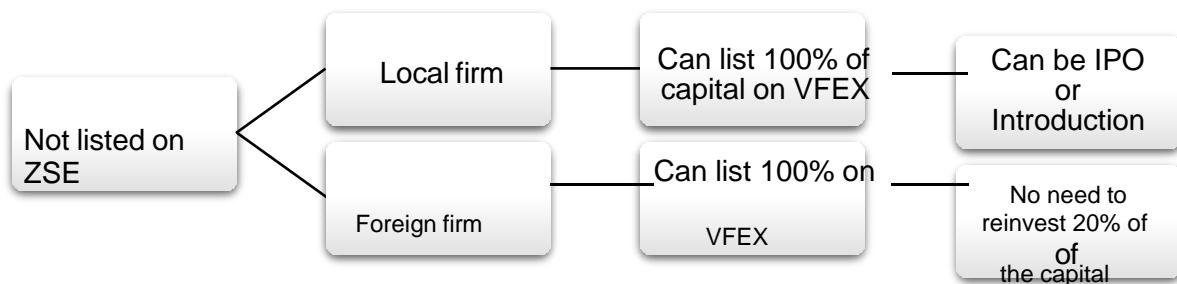 Not listed on
ZSE
Local firm
Can list 100% of
capital on VFEX
Can be IPO
or
Introduction
Foreign firm
Can list 100% on
VFEX
No need to
reinvest 20% of
of
the capital